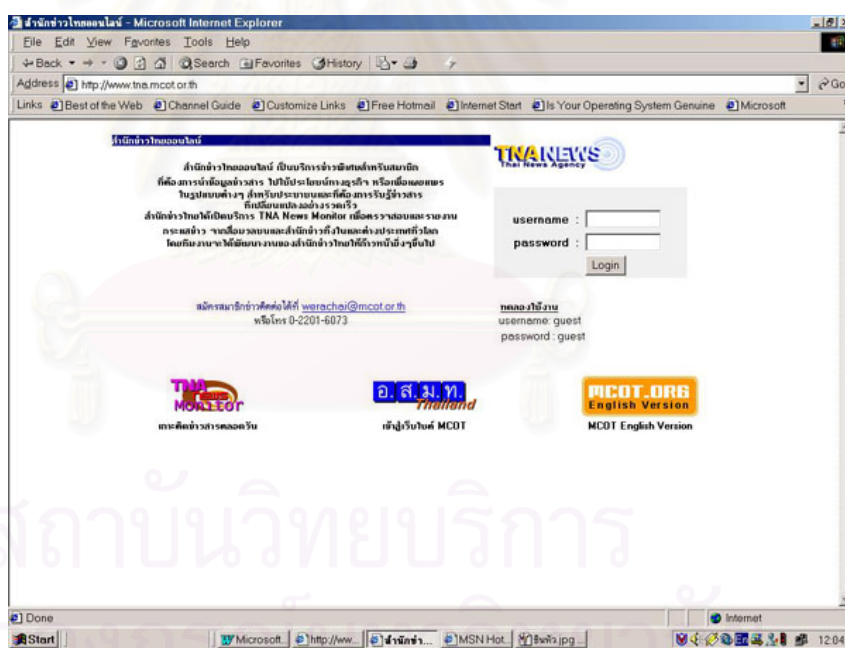 สำนักข่าวไทยออนไลน์ - Microsoft Internet Explorer
File Edit View Favorites Tools Help
Back Search Favorites History
Address http://www.tna.mcot.or.th Go
Links Best of the Web Channel Guide Customize Links Free Hotmail Internet Start Is Your Operating System Genuine Microsoft
สำนักข่าวไทยออนไลน์
TNA NEWS
Thai News Agency
สำนักข่าวไทยออนไลน์ เป็นบริการข่าวพิเศษสำหรับสมาชิก
ที่ต้องการนำข้อมูลข่าวสาร ไปใช้ประโยชน์ทางธุรกิจ หรือเพื่อเผยแพร่
ในรูปแบบต่างๆ สำหรับประชาชนและที่ต้องการรับรู้ข่าวสาร
ที่เปลี่ยนแปลงอย่างรวดเร็ว
สำนักข่าวไทยได้เปิดบริการ TNA News Monitor เพื่อตรวจสอบและรายงาน
กระแสข่าว จากสื่อมวลชนและสำนักข่าวทั้งในและต่างประเทศทั่วโลก
โดยทีมงานจะได้พัฒนางานของสำนักข่าวไทยให้ก้าวหน้ายิ่งๆขึ้นไป
username :
password :
Login
สมัครสมาชิกข่าวติดต่อได้ที่ werachai@mcot.or.th
หรือโทร 0-2201-6073
ทดลองใช้งาน
username: guest
password : guest
TNA News MONITOR
เกาะติดข่าวสารตลอดวัน
อ.ส.ม.ท. Thailand
เข้าสู่เว็บไซต์ MCOT
MCOT.ORG
English Version
MCOT English Version
สถาบันวิทยบริการ
Done Internet
Start Microsoft... http://ww... สำนักข่า... MSN Hot... .jpg ... En 12:04